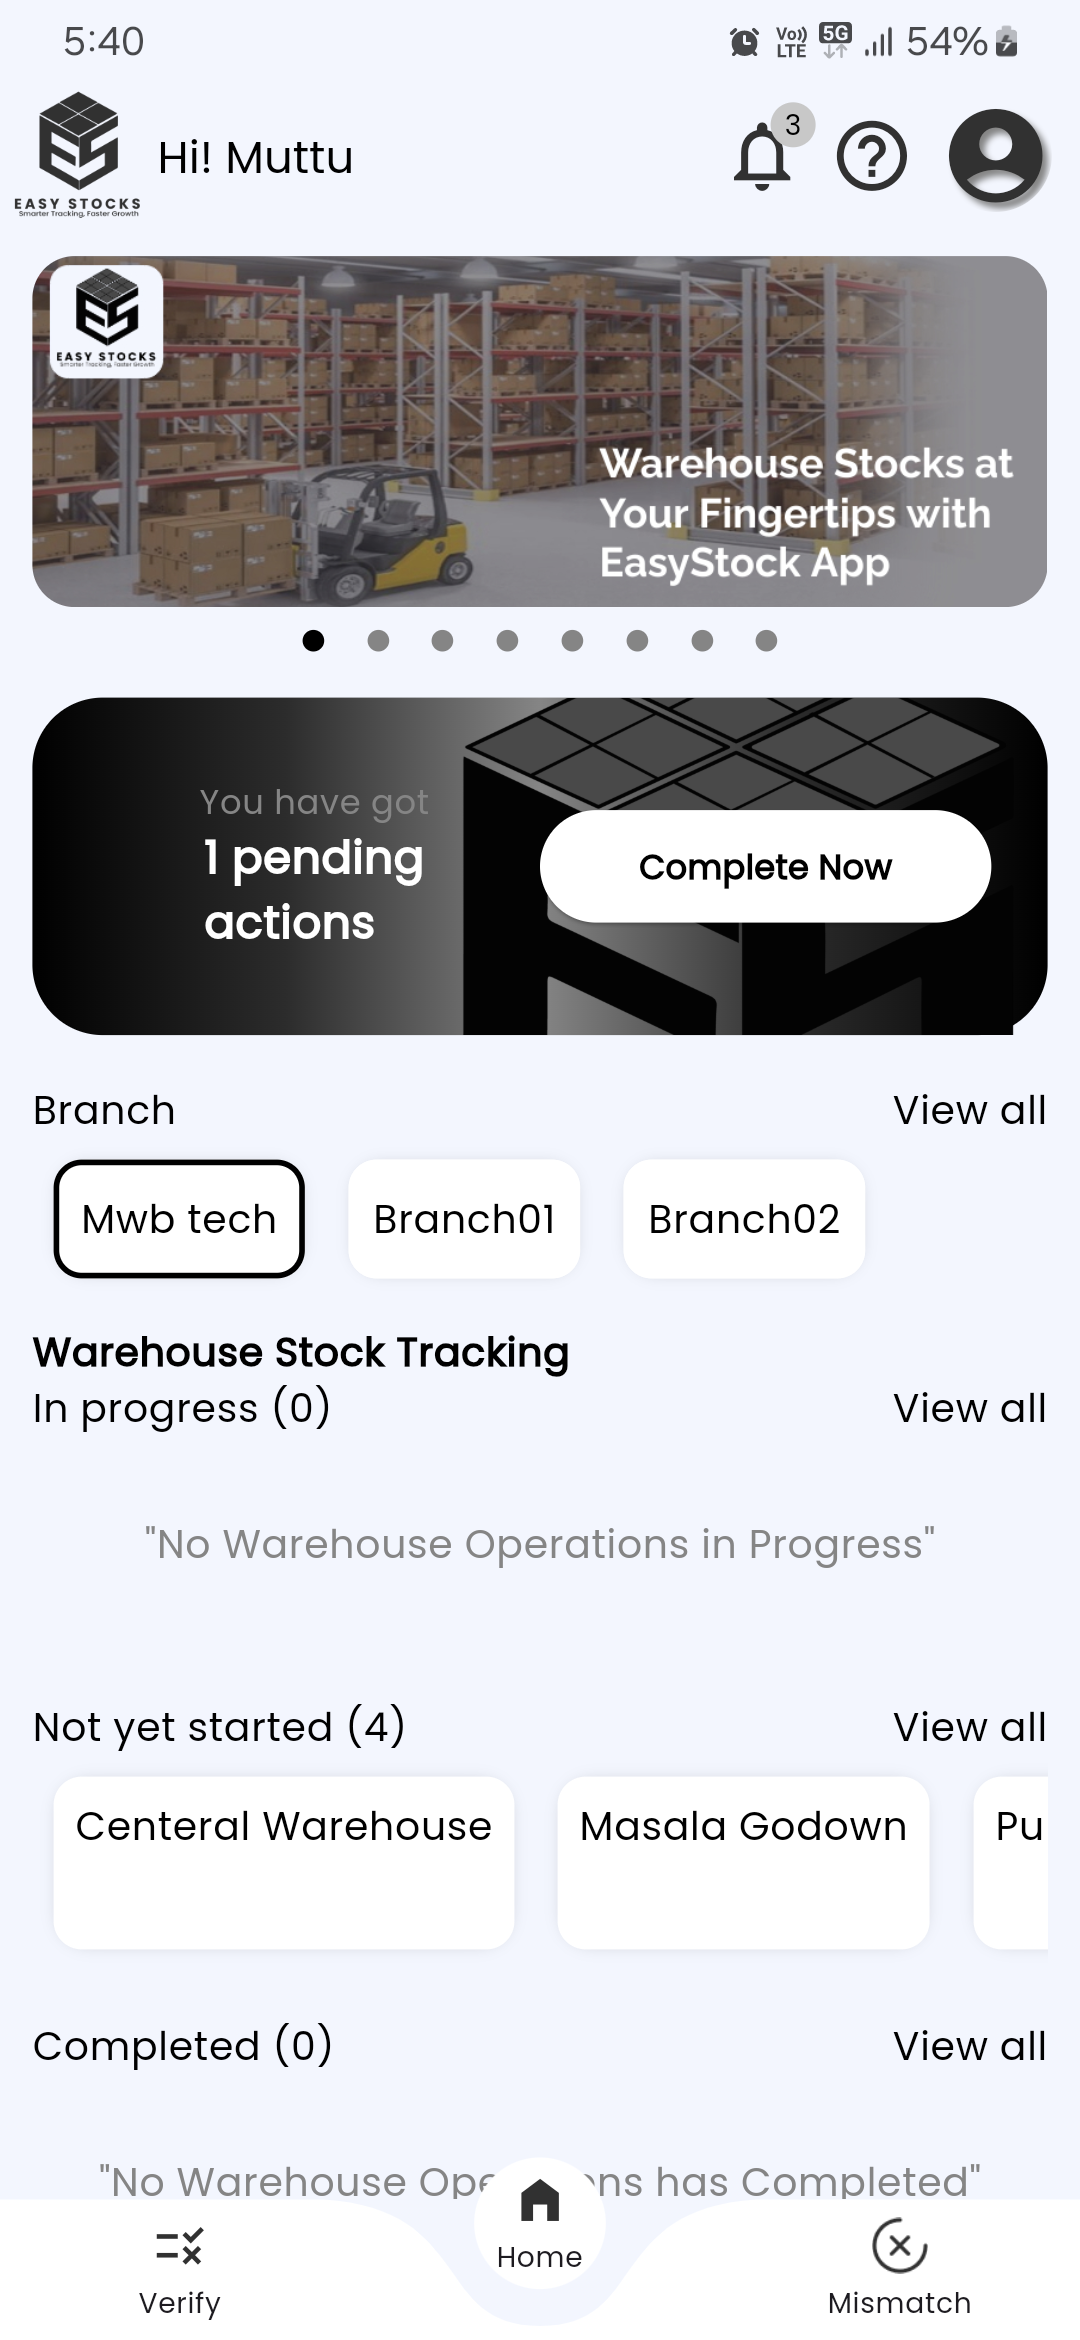 5:40
Vo)) LTE 5G 54%
Hi! Muttu
3
EASY STOCKS
Smarter Tracking, Faster Growth
EASY STOCKS
Smarter Tracking, Faster Growth
Warehouse Stocks at
Your Fingertips with
EasyStock App
You have got
1 pending
actions
Complete Now
Branch
View all
Mwb tech
Branch01
Branch02
Warehouse Stock Tracking
In progress (0)
View all
"No Warehouse Operations in Progress"
Not yet started (4)
View all
Centeral Warehouse
Masala Godown
Pu
Completed (0)
View all
"No Warehouse Ope ns has Completed"
Home
Verify
Mismatch